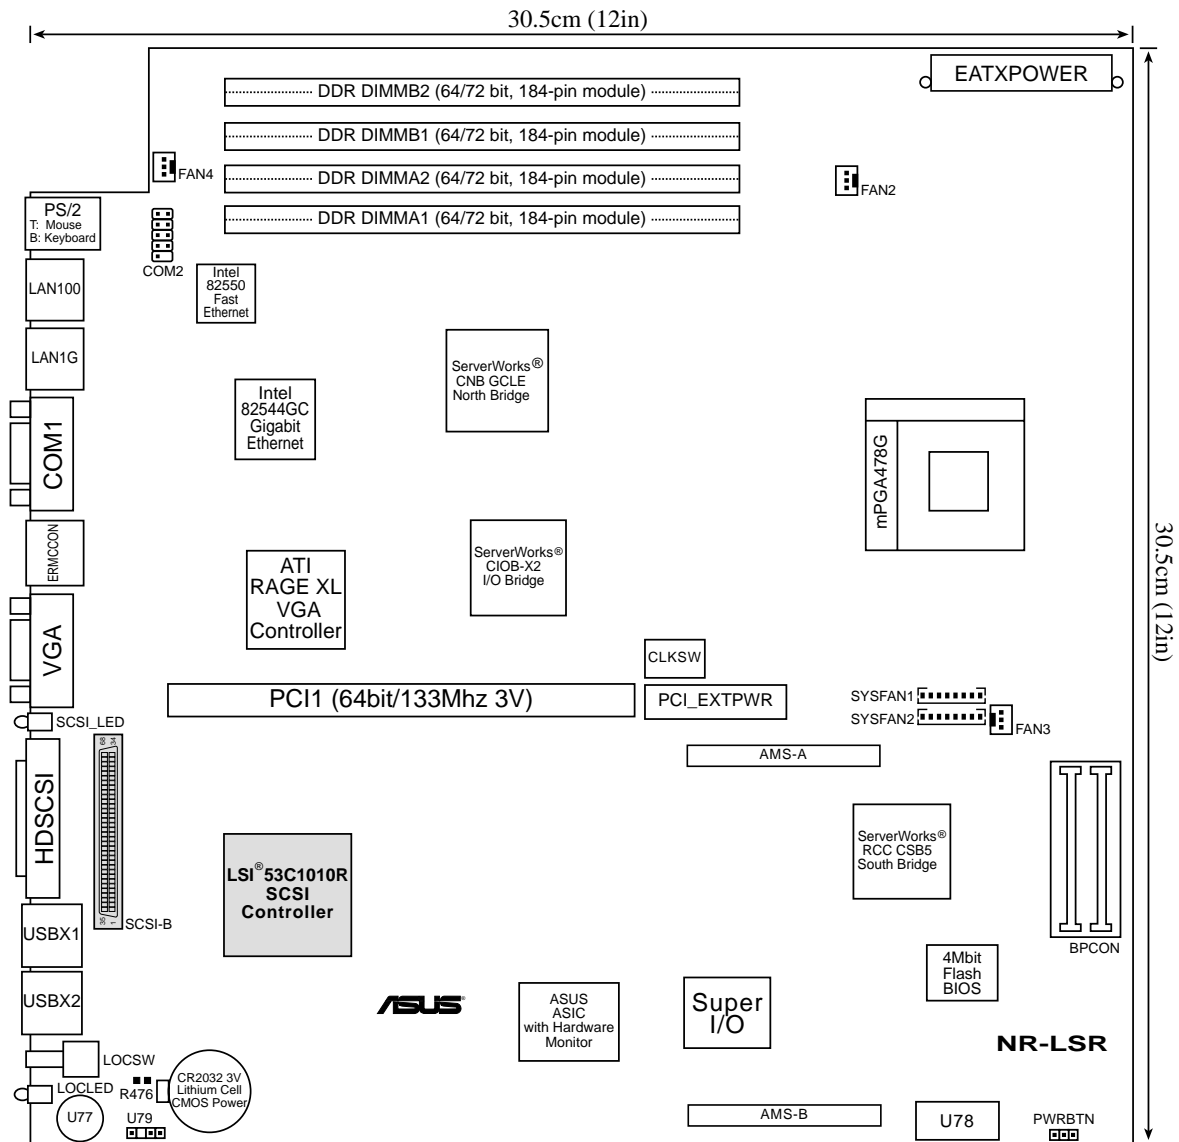 30.5cm (12in)
EATXPOWER
DDR DIMMB2 (64/72 bit, 184-pin module)
DDR DIMMB1 (64/72 bit, 184-pin module)
DDR DIMMA2 (64/72 bit, 184-pin module)
DDR DIMMA1 (64/72 bit, 184-pin module)
FAN4
FAN2
PS/2
T: Mouse
B: Keyboard
COM2
LAN100
Intel
82550
Fast
Ethernet
LAN1G
ServerWorks®
CNB GCLE
North Bridge
Intel
82544GC
Gigabit
Ethernet
COM1
mPGA478G
30.5cm (12in)
ERMCCON
ServerWorks®
CIOB-X2
I/O Bridge
ATI
RAGE XL
VGA
Controller
VGA
CLKSW
PCI1 (64bit/133Mhz 3V)
PCI_EXTPWR
SYSFAN1
SYSFAN2
FAN3
SCSI_LED
68
34
AMS-A
HDSCSI
ServerWorks®
RCC CSB5
South Bridge
LSI®53C1010R
SCSI
Controller
35
1
SCSI-B
USBX1
BPCON
4Mbit
Flash
BIOS
USBX2
ASUS®
ASUS
ASIC
with Hardware
Monitor
Super
I/O
NR-LSR
LOCSW
LOCLED
R476
CR2032 3V
Lithium Cell
CMOS Power
U77
U79
AMS-B
U78
PWRBTN